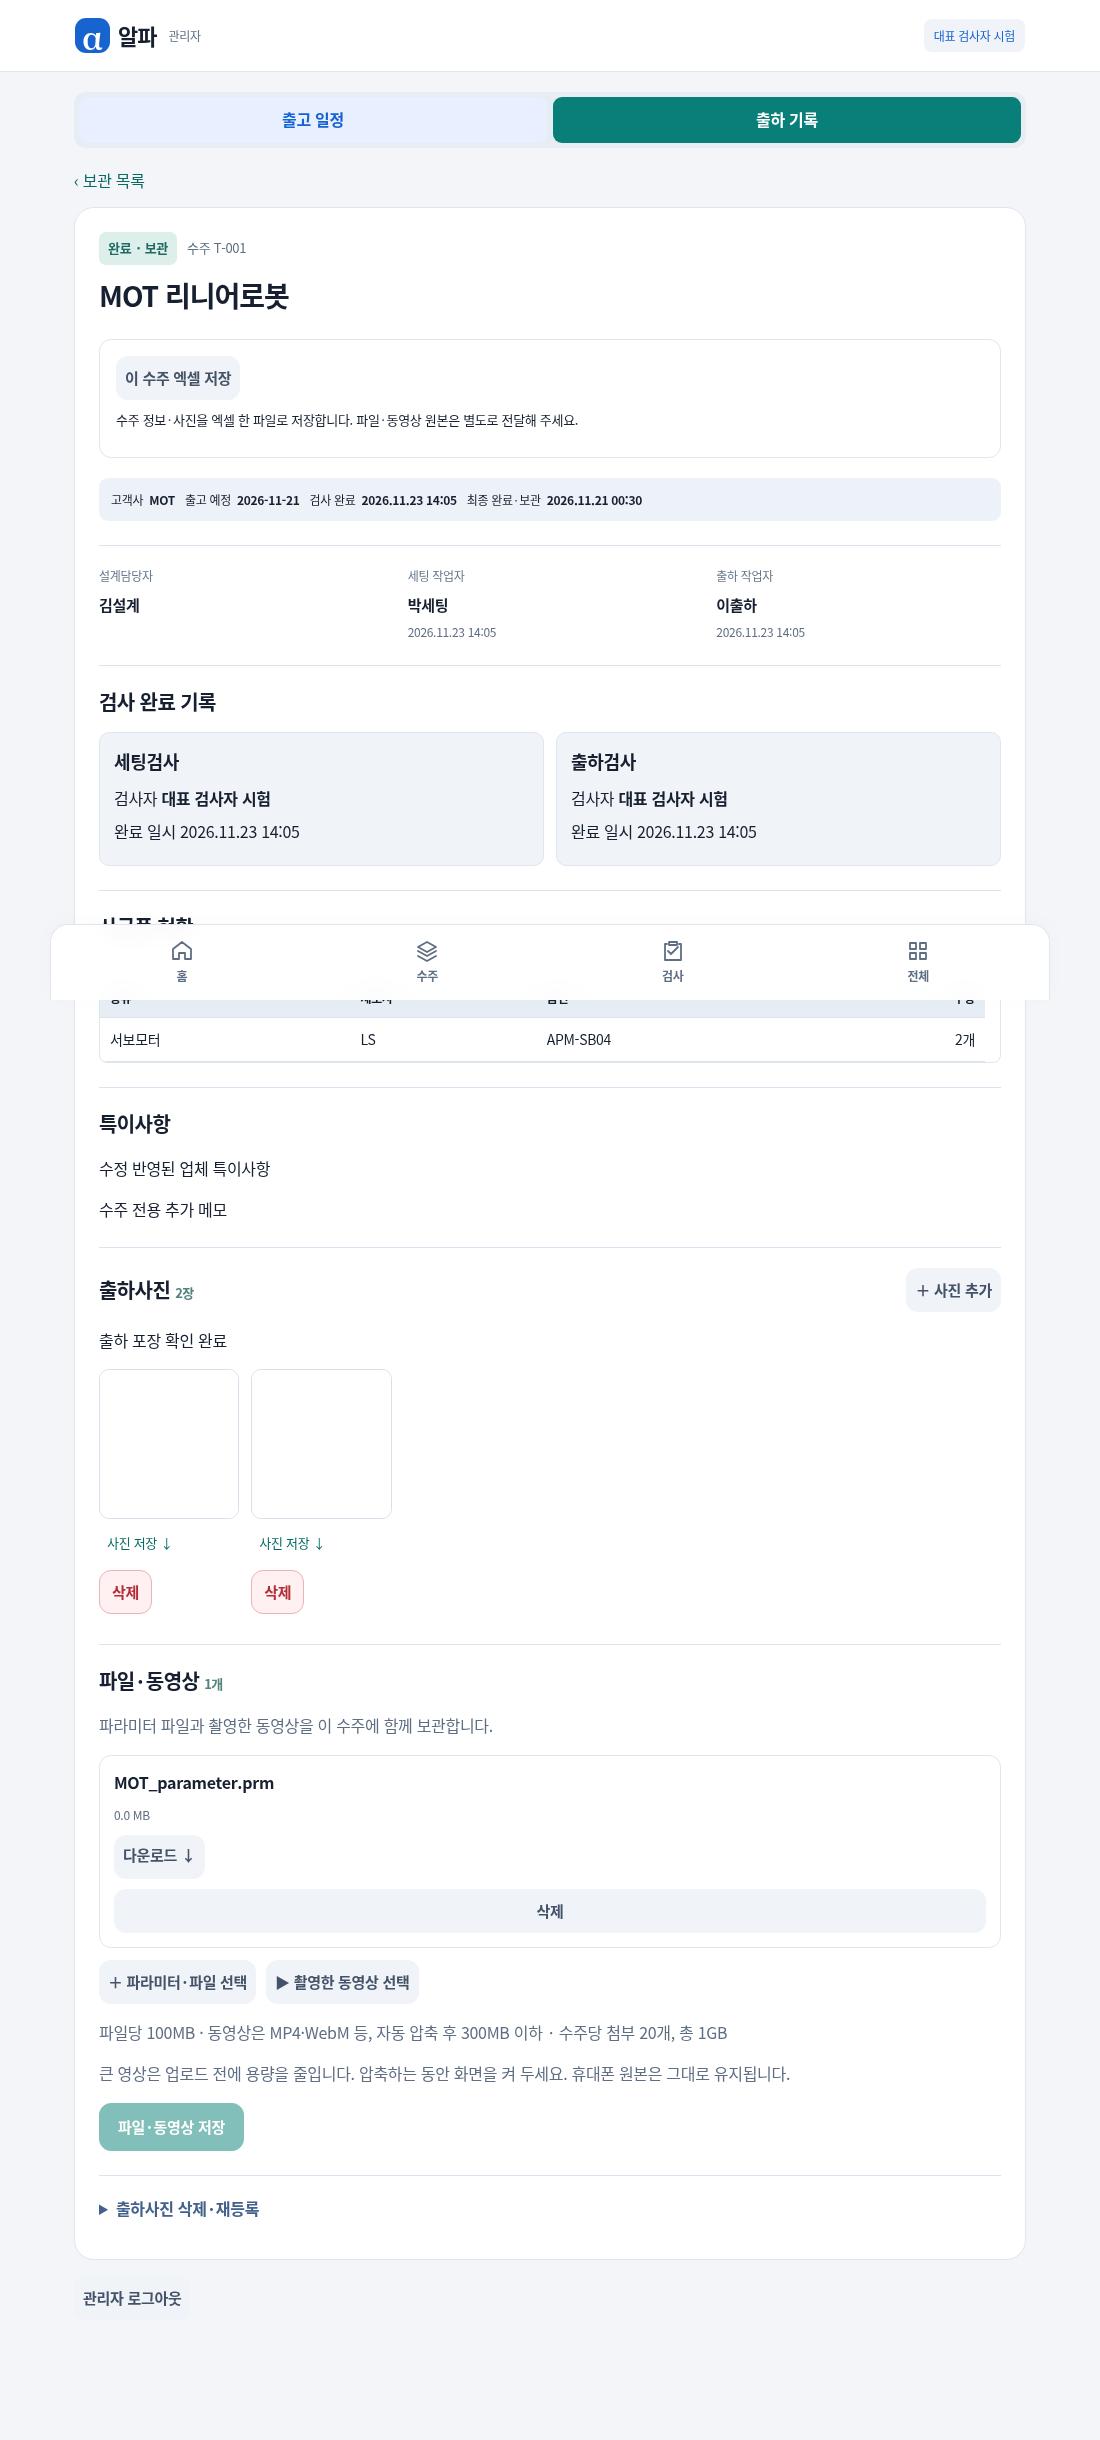 α 알파 관리자
대표 검사자 시험
출고 일정
출하 기록
‹ 보관 목록
완료 · 보관 수주 T-001
MOT 리니어로봇
이 수주 엑셀 저장
수주 정보·사진을 엑셀 한 파일로 저장합니다. 파일·동영상 원본은 별도로 전달해 주세요.
고객사 MOT 출고 예정 2026-11-21 검사 완료 2026.11.23 14:05 최종 완료·보관 2026.11.21 00:30
설계담당자
김설계
세팅 작업자
박세팅
2026.11.23 14:05
출하 작업자
이출하
2026.11.23 14:05
검사 완료 기록
세팅검사
검사자 대표 검사자 시험
완료 일시 2026.11.23 14:05
출하검사
검사자 대표 검사자 시험
완료 일시 2026.11.23 14:05
홈
수주
검사
전체
서보모터 LS APM-SB04 2개
특이사항
수정 반영된 업체 특이사항
수주 전용 추가 메모
출하사진 2장
+ 사진 추가
출하 포장 확인 완료
사진 저장 ↓
사진 저장 ↓
삭제
삭제
파일·동영상 1개
파라미터 파일과 촬영한 동영상을 이 수주에 함께 보관합니다.
MOT_parameter.prm
0.0 MB
다운로드 ↓
삭제
+ 파라미터·파일 선택
▶ 촬영한 동영상 선택
파일당 100MB · 동영상은 MP4·WebM 등, 자동 압축 후 300MB 이하 · 수주당 첨부 20개, 총 1GB
큰 영상은 업로드 전에 용량을 줄입니다. 압축하는 동안 화면을 켜 두세요. 휴대폰 원본은 그대로 유지됩니다.
파일·동영상 저장
▶ 출하사진 삭제·재등록
관리자 로그아웃